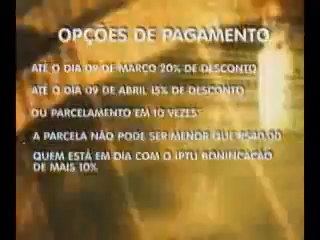 OPÇÕES DE PAGAMENTO
ATÉ O DIA 09 DE MARÇO 20% DE DESCONTO
ATÉ O DIA 09 DE ABRIL 15% DE DESCONTO
OU PARCELAMENTO EM 10 VEZES
A PARCELA NÃO PODE SER MENOR QUE R$40,00
QUEM ESTÁ EM DIA COM O IPTU BONIFICAÇÃO
DE MAIS 10%